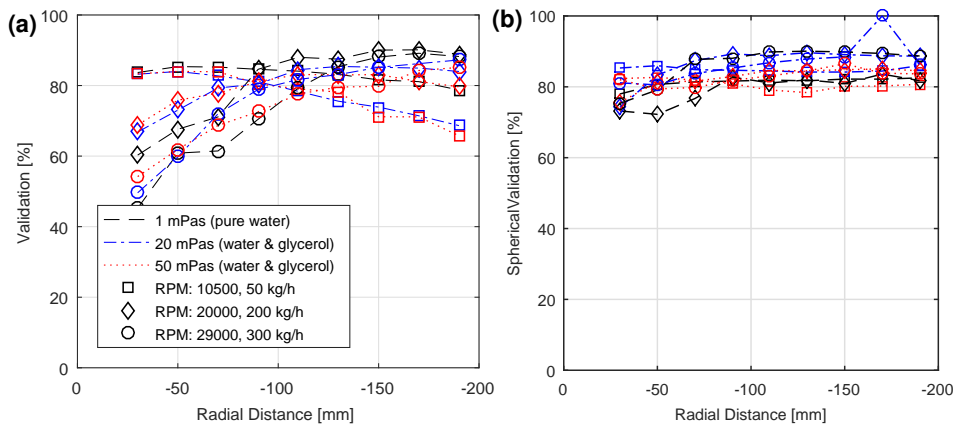 (a)
100
80
60
40
20
0
Validation [%]
1 mPas (pure water)
20 mPas (water & glycerol)
50 mPas (water & glycerol)
RPM: 10500, 50 kg/h
RPM: 20000, 200 kg/h
RPM: 29000, 300 kg/h
0 -50 -100 -150 -200
Radial Distance [mm]
(b)
100
80
60
40
20
0
SphericalValidation [%]
0 -50 -100 -150 -200
Radial Distance [mm]